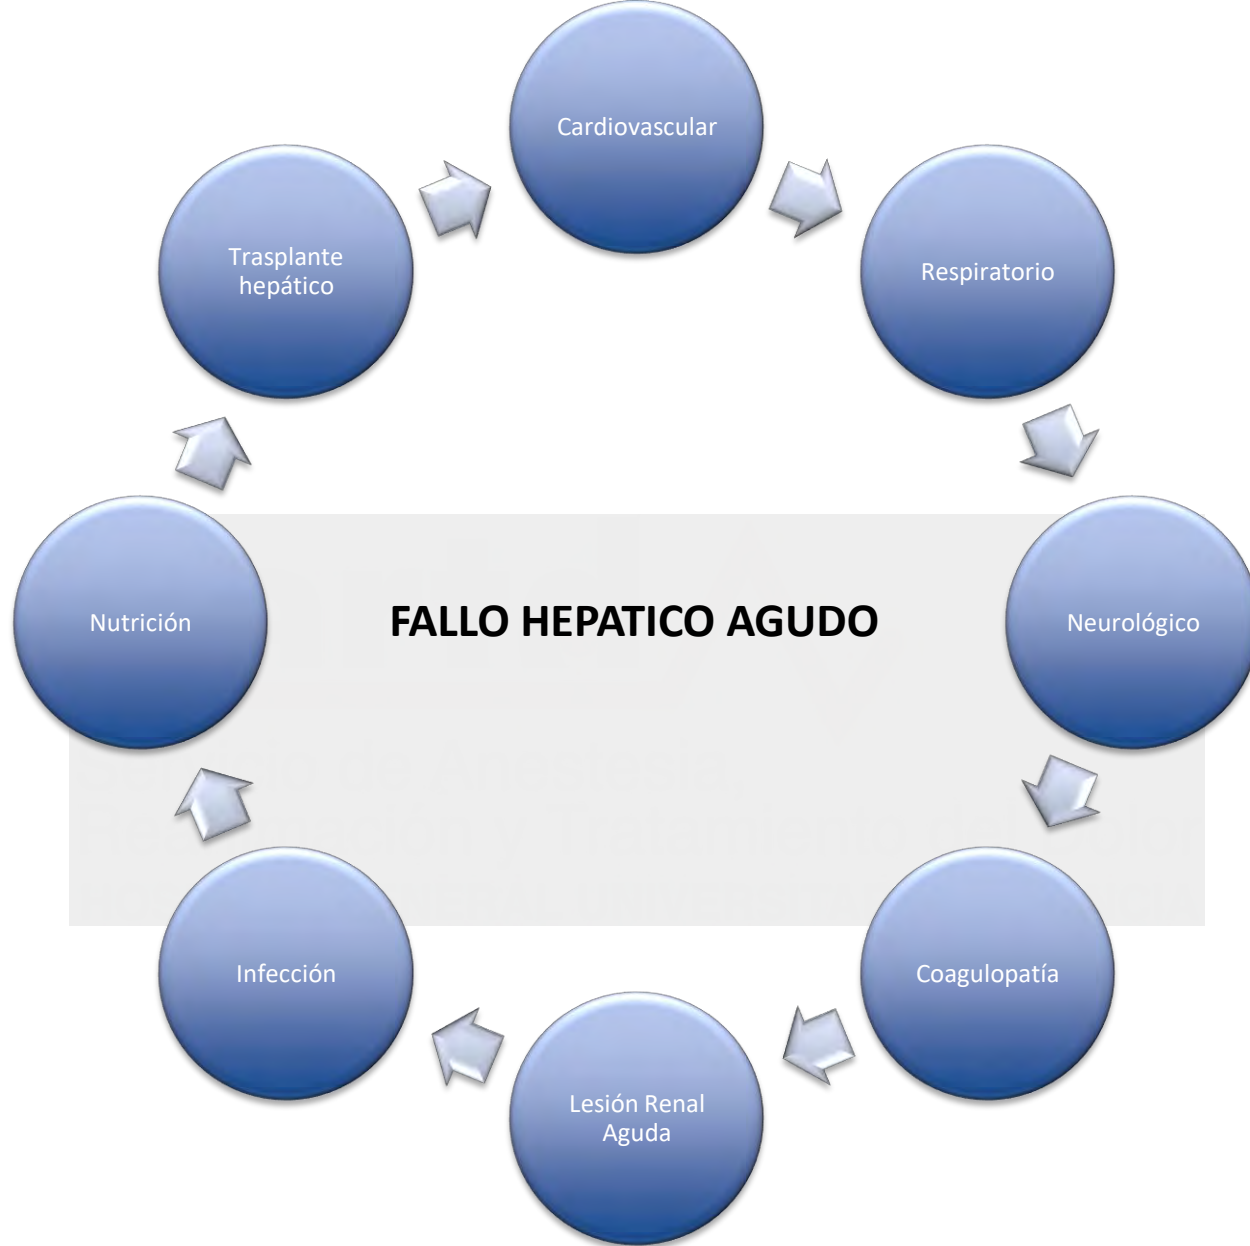 Cardiovascular
Respiratorio
Neurológico
Coagulopatía
Lesión Renal
Aguda
Infección
Nutrición
Trasplante
hepático
FALLO HEPATICO AGUDO